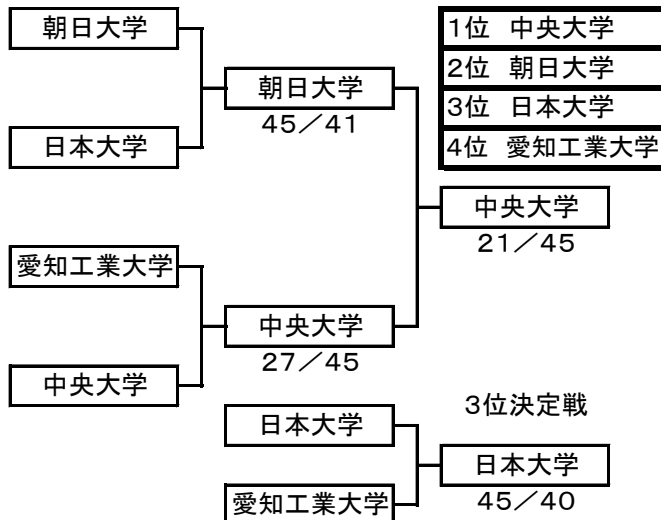 朝日大学
1位 中央大学
2位 朝日大学
朝日大学
45／41
3位 日本大学
日本大学
4位 愛知工業大学
中央大学
21／45
愛知工業大学
中央大学
27／45
中央大学
3位決定戦
日本大学
日本大学
45／40
愛知工業大学